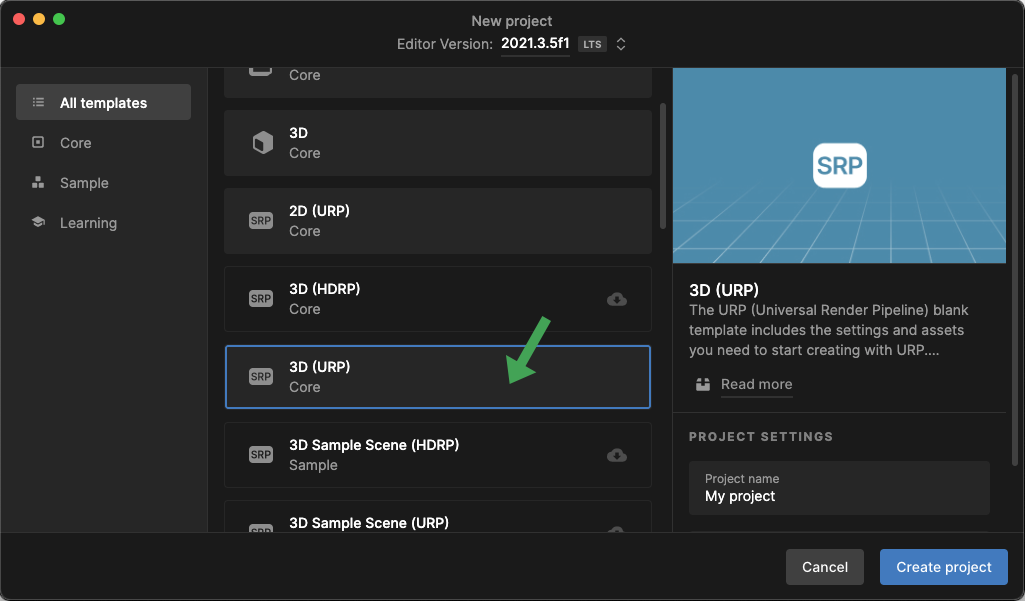 New project
Editor Version: 2021.3.5f1 LTS
All templates
Core
Sample
Learning
Core
3D
Core
SRP
2D (URP)
Core
SRP
3D (HDRP)
Core
SRP
3D (URP)
Core
SRP
3D Sample Scene (HDRP)
Sample
SRP
3D Sample Scene (URP)
SRP
SRP
3D (URP)
The URP (Universal Render Pipeline) blank
template includes the settings and assets
you need to start creating with URP....
Read more
PROJECT SETTINGS
Project name
My project
Cancel
Create project